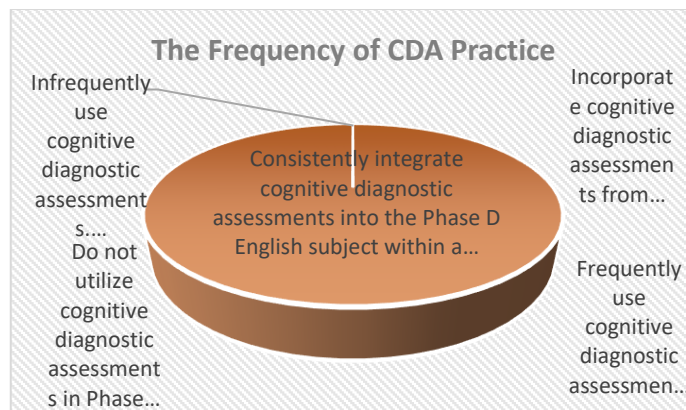 The Frequency of CDA Practice
Infrequently
use
cognitive
diagnostic
assessment
s....
Do not
utilize
cognitive
diagnostic
assessment
s in Phase...
Consistently integrate
cognitive diagnostic
assessments into the Phase D
English subject within a...
Incorporat
e cognitive
diagnostic
assessmen
ts from...
Frequently
use
cognitive
diagnostic
assessmen...